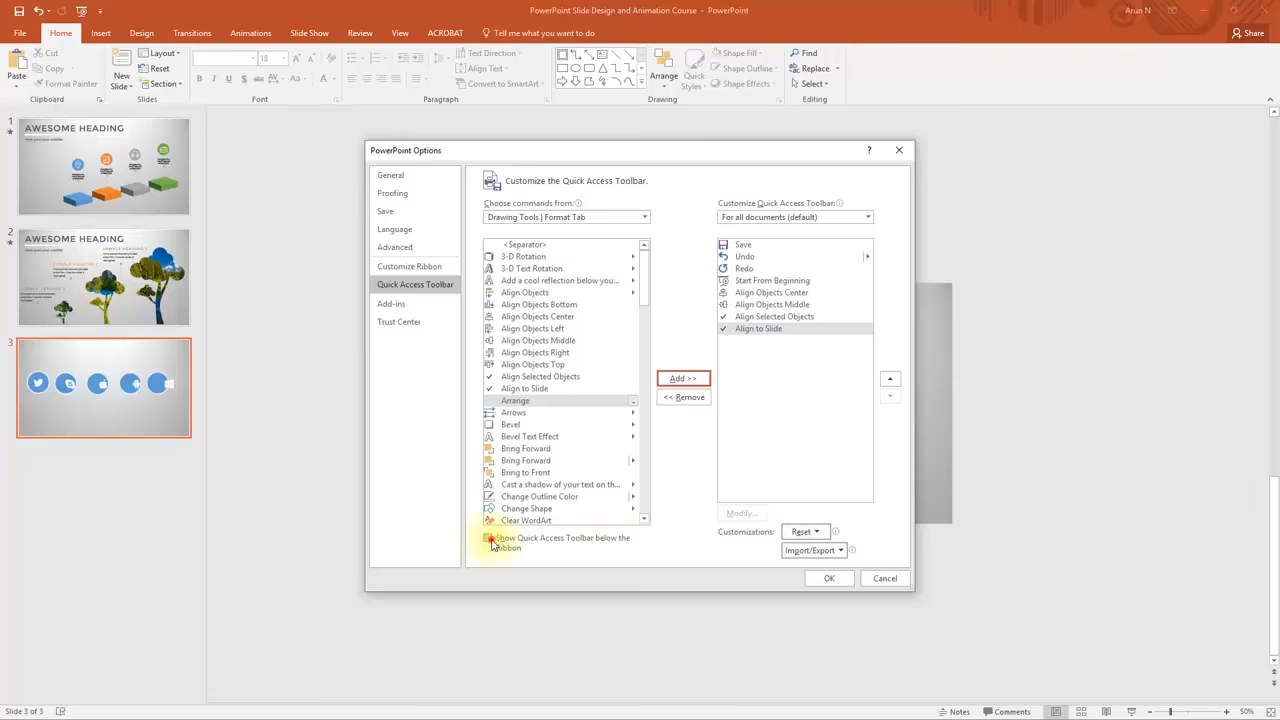 PowerPoint Slide Design and Animation Course - PowerPoint
Arun N
File Home Insert Design Transitions Animations Slide Show Review View ACROBAT Tell me what you want to do Share
Paste
Cut
Copy
Format Painter
Clipboard
New Slide
Layout
Reset
Section
Slides
18
Font
Text Direction
Align Text
Convert to SmartArt
Paragraph
Arrange
Quick Styles
Shape Fill
Shape Outline
Shape Effects
Drawing
Find
Replace
Select
Editing
1
AWESOME HEADING
2
AWESOME HEADING
3
PowerPoint Options
?
General
Proofing
Save
Language
Advanced
Customize Ribbon
Quick Access Toolbar
Add-ins
Trust Center
Customize the Quick Access Toolbar.
Choose commands from:
Drawing Tools | Format Tab
<Separator>
3-D Rotation
3-D Text Rotation
Add a cool reflection below you...
Align Objects
Align Objects Bottom
Align Objects Center
Align Objects Left
Align Objects Middle
Align Objects Right
Align Objects Top
Align Selected Objects
Align to Slide
Arrange
Arrows
Bevel
Bevel Text Effect
Bring Forward
Bring Forward
Bring to Front
Cast a shadow of your text on th...
Change Outline Color
Change Shape
Clear WordArt
Show Quick Access Toolbar below the
Ribbon
Add >>
<< Remove
Customize Quick Access Toolbar:
For all documents (default)
Save
Undo
Redo
Start From Beginning
Align Objects Center
Align Objects Middle
Align Selected Objects
Align to Slide
Modify...
Customizations: Reset
Import/Export
OK Cancel
Slide 3 of 3
Notes Comments 50%